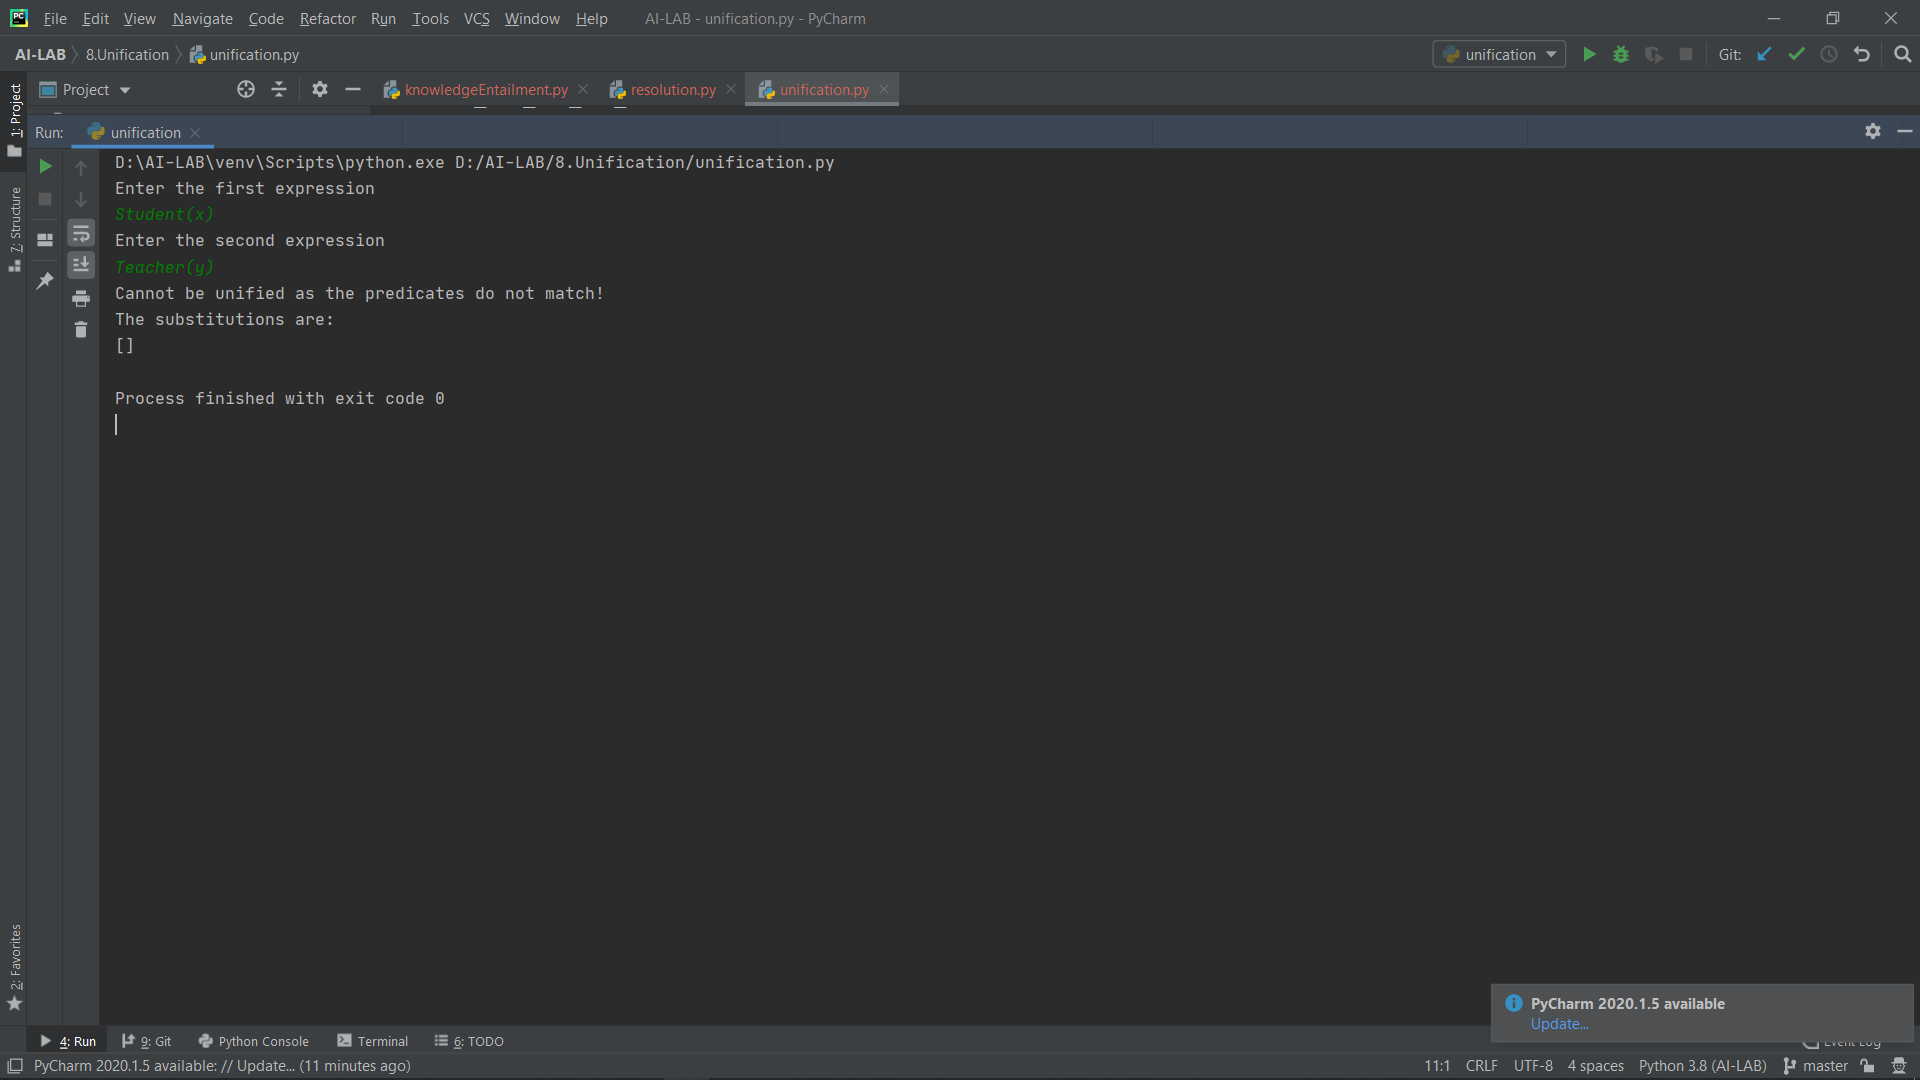 File Edit View Navigate Code Refactor Run Tools VCS Window Help AI-LAB - unification.py - PyCharm
AI-LAB 8.Unification unification.py unification Git:
Project knowledgeEntailment.py resolution.py unification.py
1: Project
Run: unification
D:\AI-LAB\venv\Scripts\python.exe D:/AI-LAB/8.Unification/unification.py
Enter the first expression
Student(x)
Enter the second expression
Teacher(y)
Cannot be unified as the predicates do not match!
The substitutions are:
[]
Process finished with exit code 0
7: Structure
2: Favorites
PyCharm 2020.1.5 available
Update...
4: Run 9: Git Python Console Terminal 6: TODO Event Log
PyCharm 2020.1.5 available: // Update... (11 minutes ago) 11:1 CRLF UTF-8 4 spaces Python 3.8 (AI-LAB) master